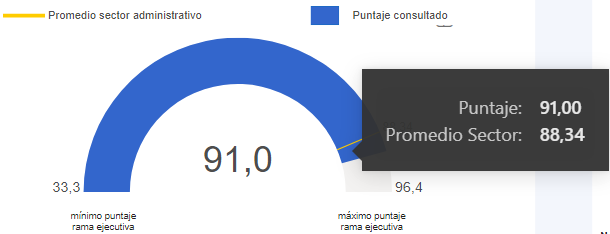 Promedio sector administrativo
Puntaje consultado
Puntaje: 91,00
Promedio Sector: 88,34
91,0
33,3
96,4
mínimo puntaje
rama ejecutiva
máximo puntaje
rama ejecutiva